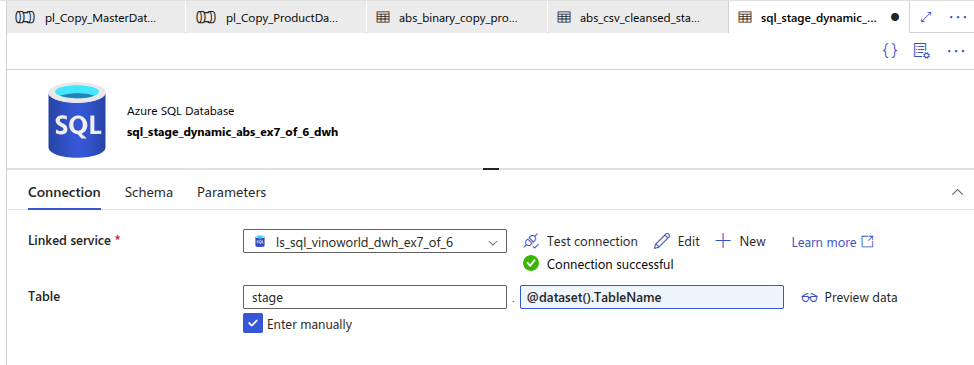 pl_Copy_MasterDat... pl_Copy_ProductDa... abs_binary_copy_pro... abs_csv_cleansed_sta... sql_stage_dynamic_...
SQL
Azure SQL Database
sql_stage_dynamic_abs_ex7_of_6_dwh
Connection Schema Parameters
Linked service * ls_sql_vinoworld_dwh_ex7_of_6 Test connection Edit New Learn more
Connection successful
Table stage . @dataset().TableName Preview data
Enter manually